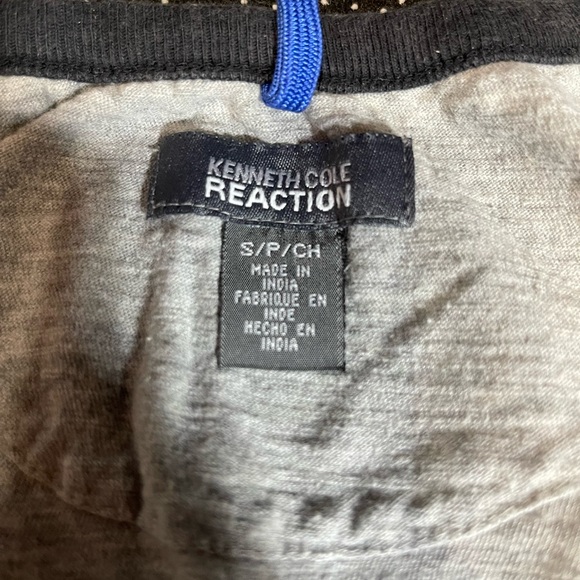 KENNETH COLE
REACTION
S/P/CH
MADE IN
INDIA
FABRIQUE EN
INDE
HECHO EN
INDIA